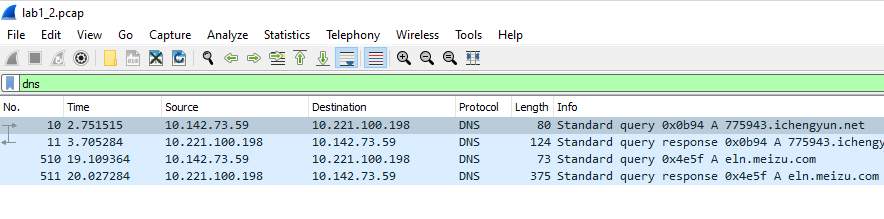 lab1_2.pcap
File Edit View Go Capture Analyze Statistics Telephony Wireless Tools Help
dns
No. Time Source Destination Protocol Length Info
10 2.751515 10.142.73.59 10.221.100.198 DNS 80 Standard query 0x0b94 A 775943.ichengyun.net
11 3.705284 10.221.100.198 10.142.73.59 DNS 124 Standard query response 0x0b94 A 775943.ichengy
510 19.109364 10.142.73.59 10.221.100.198 DNS 73 Standard query 0x4e5f A eln.meizu.com
511 20.027284 10.221.100.198 10.142.73.59 DNS 375 Standard query response 0x4e5f A eln.meizu.com